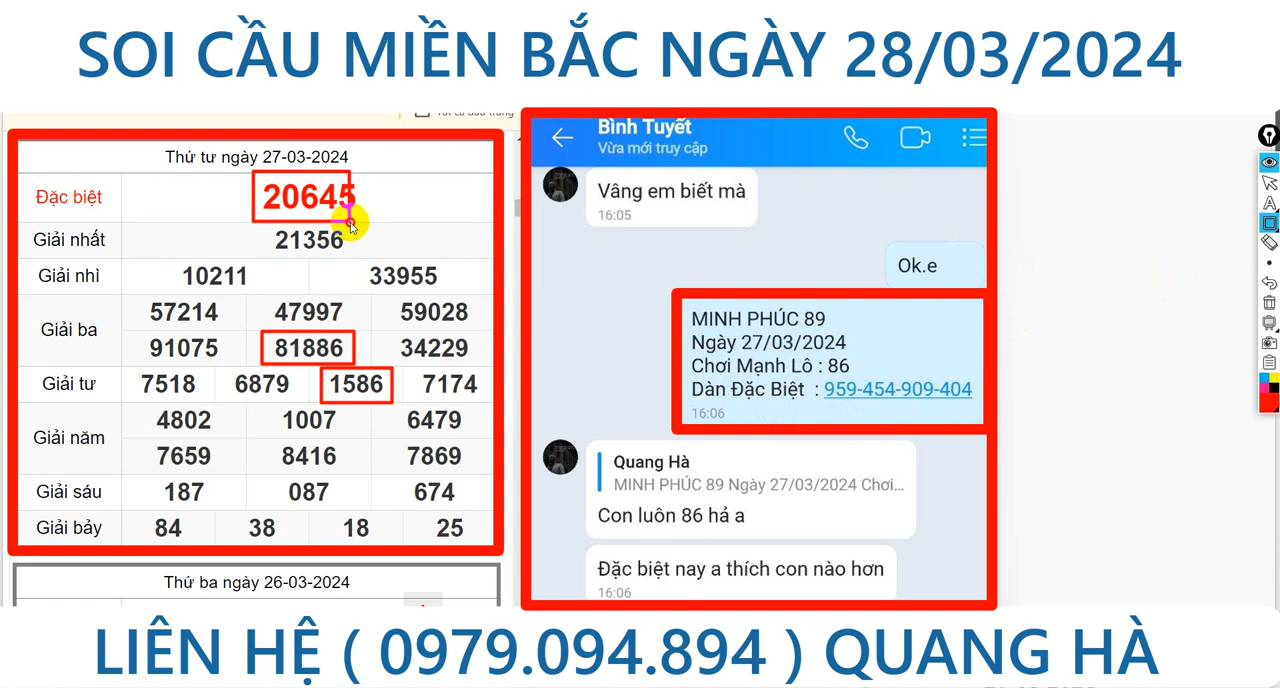 SOI CẦU MIỀN BẮC NGÀY 28/03/2024
Thứ tư ngày 27-03-2024
Đặc biệt 20645
Giải nhất 21356
Giải nhì 10211 33955
Giải ba 57214 47997 59028
91075 81886 34229
Giải tư 7518 6879 1586 7174
Giải năm 4802 1007 6479
7659 8416 7869
Giải sáu 187 087 674
Giải bảy 84 38 18 25
Thứ ba ngày 26-03-2024
Bình Tuyết
Vừa mới truy cập
Vâng em biết mà
16:05
Ok.e
MINH PHÚC 89
Ngày 27/03/2024
Chơi Mạnh Lô : 86
Dàn Đặc Biệt : 959-454-909-404
16:06
Quang Hà
MINH PHÚC 89 Ngày 27/03/2024 Chơi...
Con luôn 86 hả a
Đặc biệt nay a thích con nào hơn
16:06
A
LIÊN HỆ ( 0979.094.894 ) QUANG HÀ